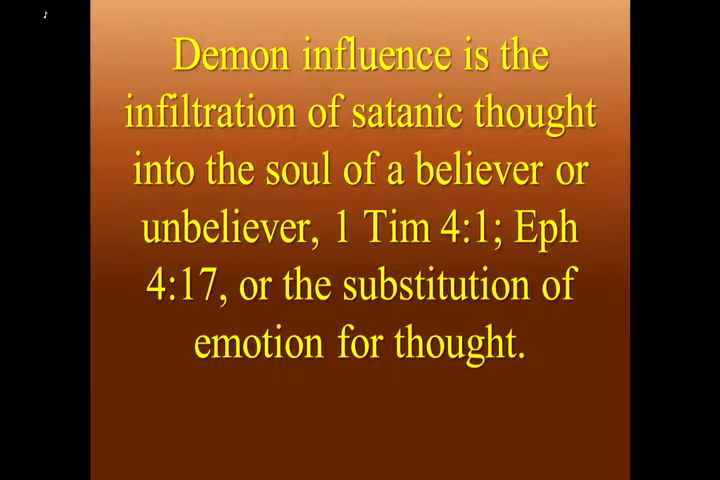 ♪
Demon influence is the
infiltration of satanic thought
into the soul of a believer or
unbeliever, 1 Tim 4:1; Eph
4:17, or the substitution of
emotion for thought.